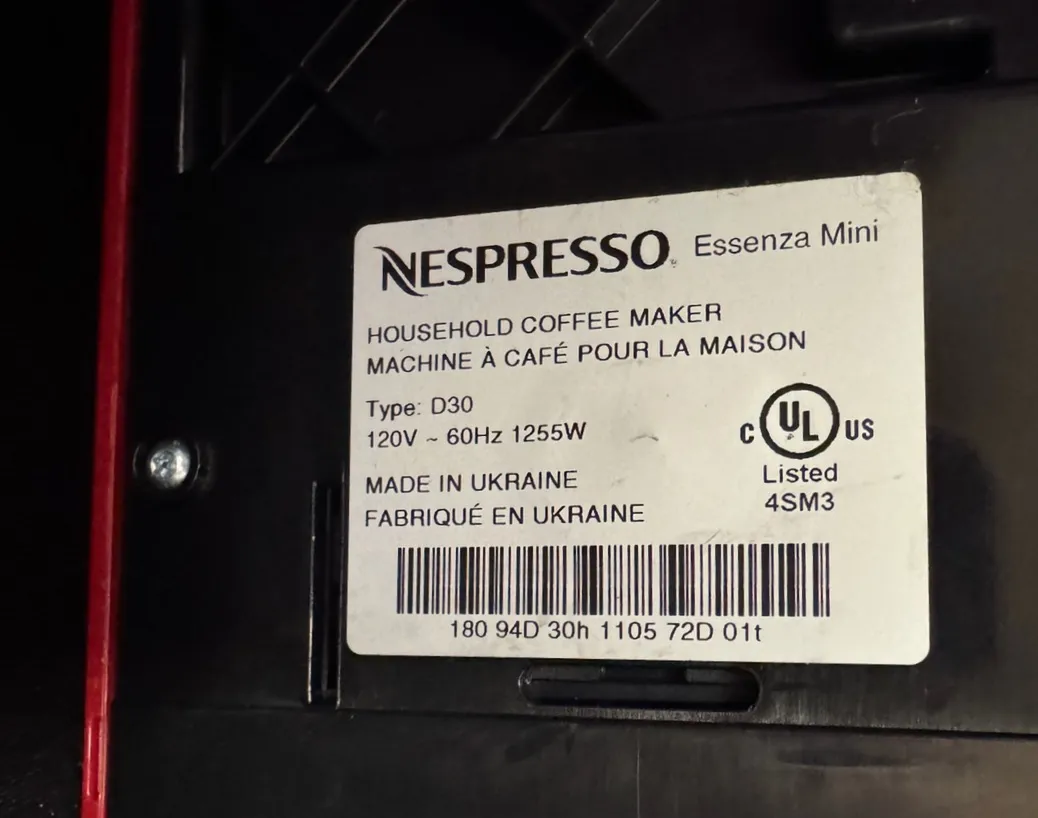 NESPRESSO Essenza Mini
HOUSEHOLD COFFEE MAKER
MACHINE À CAFÉ POUR LA MAISON
Type: D30
120V ~ 60Hz 1255W
C UL US
Listed
4SM3
MADE IN UKRAINE
FABRIQUÉ EN UKRAINE
180 94D 30h 1105 72D 01t